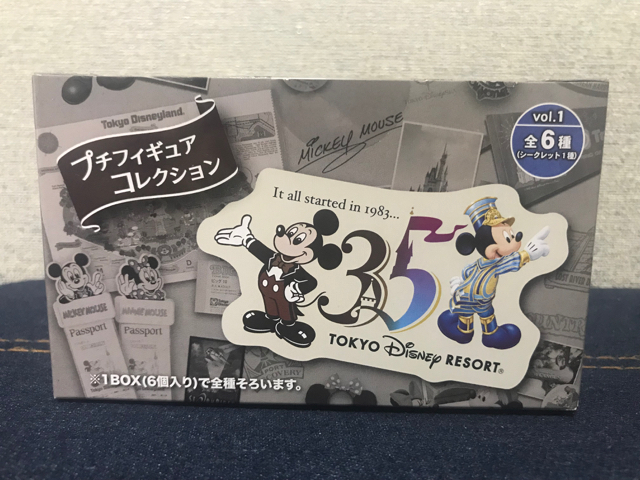 Tokyo Disneyland
プチフィギュア
コレクション
MICKEY MOUSE
vol.1
全6種
(シークレット1種)
It all started in 1983...
35
TOKYO Disney RESORT®
MICKEY MOUSE
Passport
MICKEY MOUSE
Passport
※1BOX(6個入り)で全種そろいます。